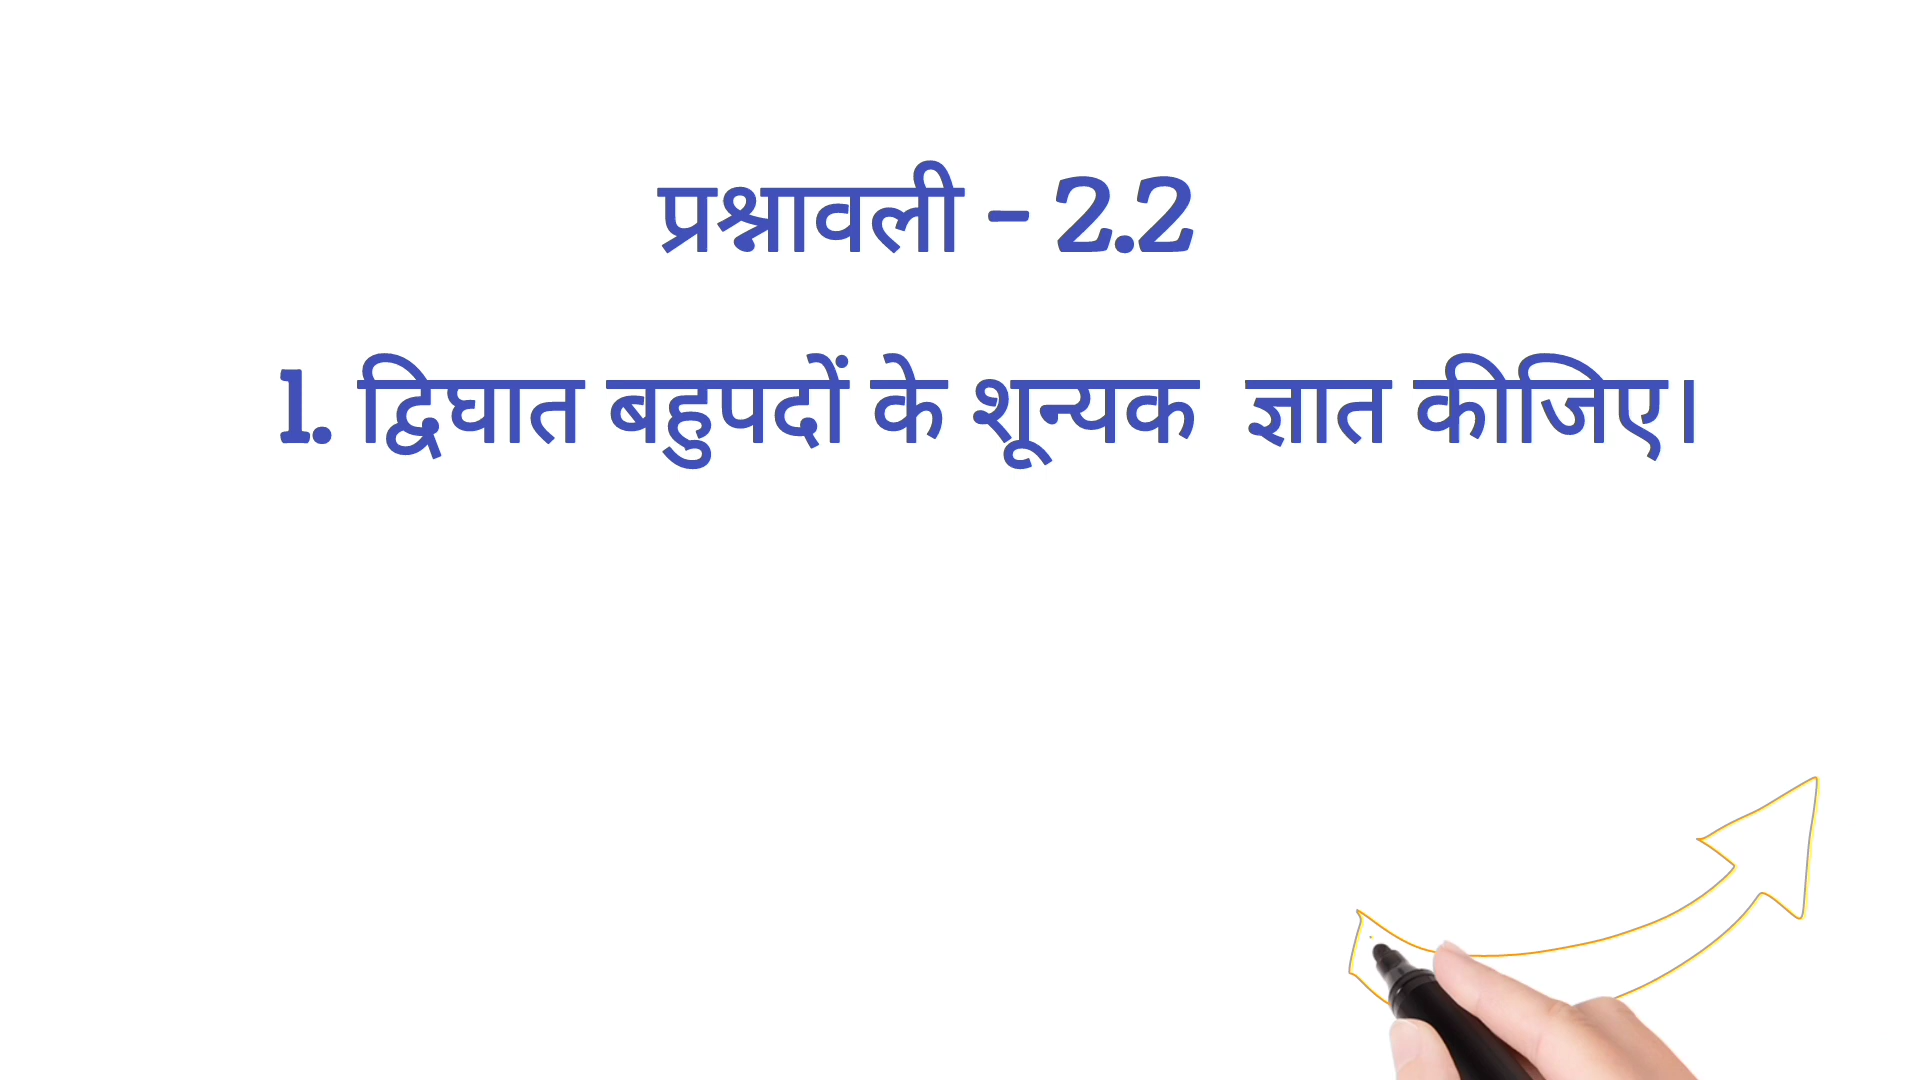 प्रश्नावली - 2.2
1. द्विघात बहुपदों के शून्यक ज्ञात कीजिए।